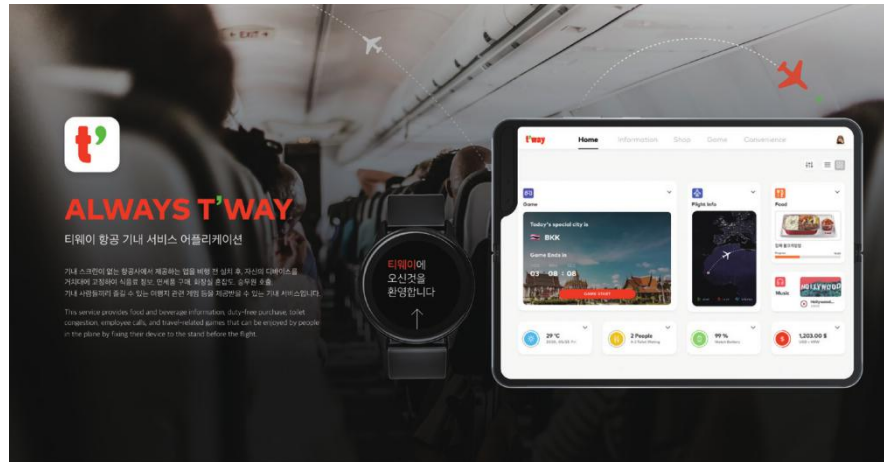 EXIT
t'
ALWAYS T'WAY
티웨이 항공 기내 서비스 어플리케이션
기내 스크린이 없는 항공사에서 제공하는 앱을 비행 전 설치 후, 자신의 디바이스를
거치대에 고정하여 식음료 정보, 면세품 구매, 화장실 혼잡도, 승무원 호출,
기내 사람들끼리 즐길 수 있는 여행지 관련 게임 등을 제공받을 수 있는 기내 서비스입니다.
This service provides food and beverage information, duty-free purchase, toilet
congestion, employee calls, and travel-related games that can be enjoyed by people
in the plane by fixing their device to the stand before the flight.
티웨이에
오신것을
환영합니다
t'way Home Information Shop Game Convenience
Game
Flight Info
Food
Today's special city is
BKK
Game Ends in
03 : 08 : 08
GAME START
Music
HOLLYWOOD
Hollywood...
29 °C
2 People
99 %
1,203.00 $